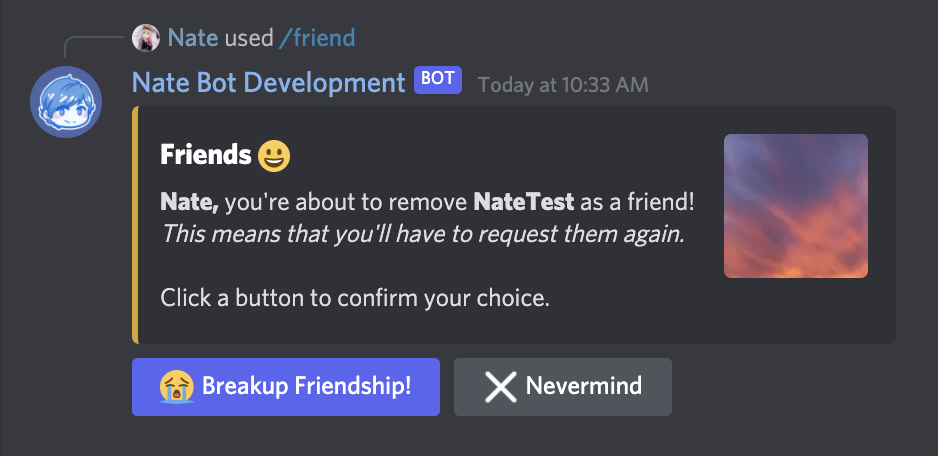 Nate used /friend
Nate Bot Development BOT Today at 10:33 AM
Friends 😀
Nate, you're about to remove NateTest as a friend!
This means that you'll have to request them again.
Click a button to confirm your choice.
😭 Breakup Friendship! ✕ Nevermind